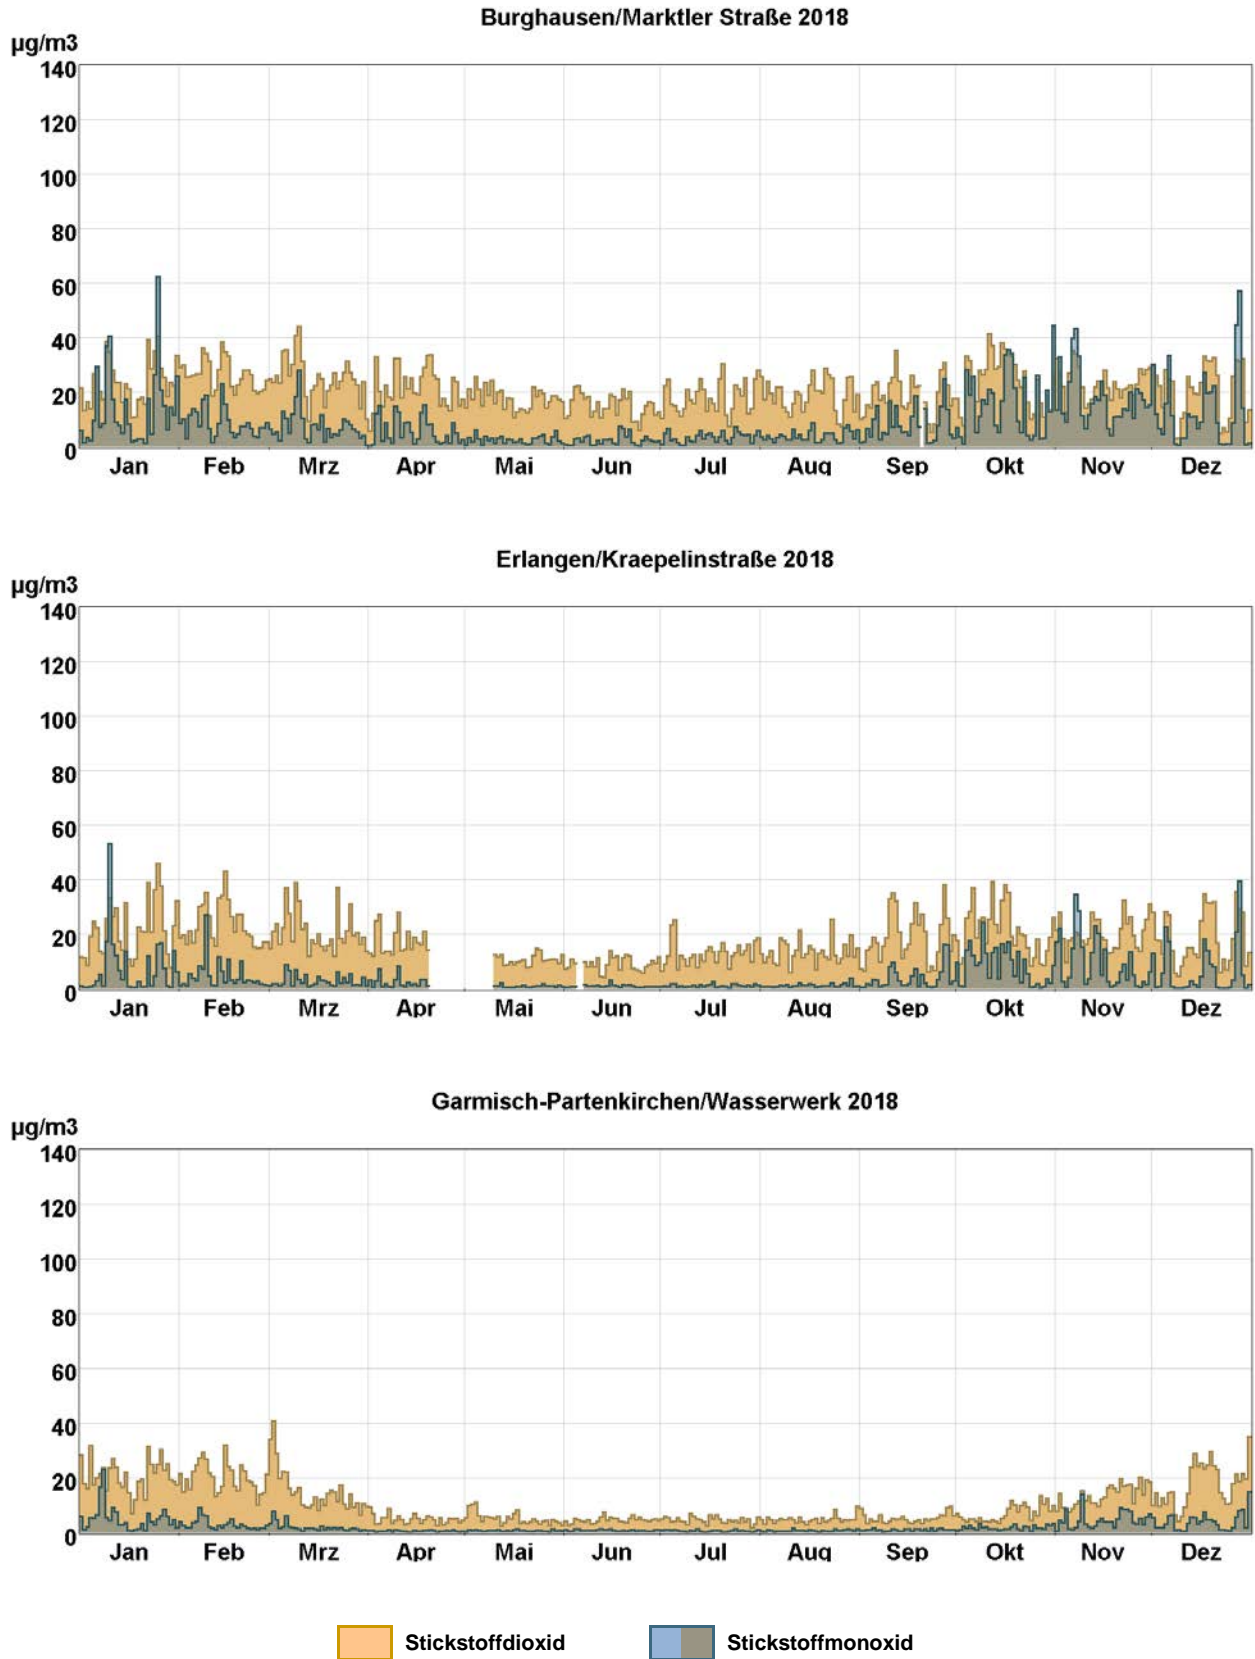 Burghausen/Marktler Straße 2018
µg/m3
140
120
100
80
60
40
20
0
Jan Feb Mrz Apr Mai Jun Jul Aug Sep Okt Nov Dez
Erlangen/Kraepelinstraße 2018
µg/m3
140
120
100
80
60
40
20
0
Jan Feb Mrz Apr Mai Jun Jul Aug Sep Okt Nov Dez
Garmisch-Partenkirchen/Wasserwerk 2018
µg/m3
140
120
100
80
60
40
20
0
Jan Feb Mrz Apr Mai Jun Jul Aug Sep Okt Nov Dez
Stickstoffdioxid Stickstoffmonoxid